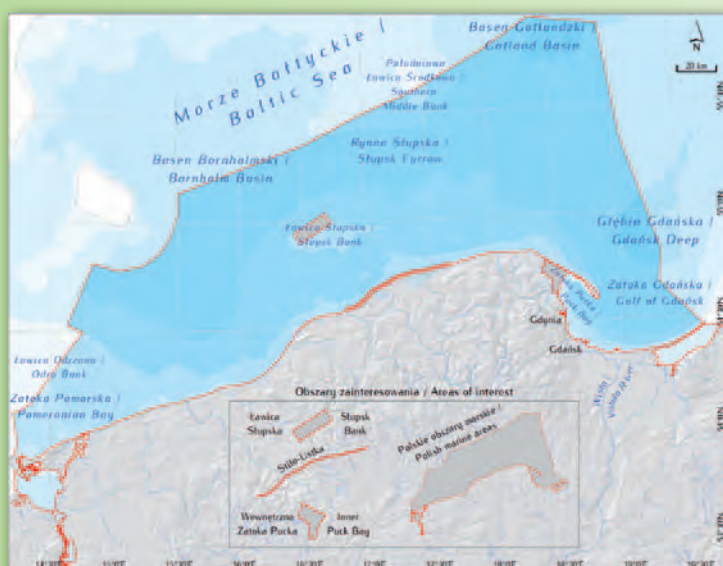 Basen Gotlandzki /
Gotland Basin
N
20 km
Morze Bałtyckie /
Baltic Sea
Południowa
Ławica Środkowa /
Southern
Middle Bank
Rynna Słupska /
Słupsk Furrow
Basen Bornholmski /
Bornholm Basin
Ławica Słupska /
Słupsk Bank
Głębia Gdańska /
Gdańsk Deep
Zatoka Pucka /
Puck Bay
Zatoka Gdańska /
Gulf of Gdańsk
Gdynia
Gdańsk
Wisła /
Vistula River
Ławica Odrzana /
Odra Bank
Zatoka Pomorska /
Pomeranian Bay
Obszary zainteresowania / Areas of interest
Ławica
Słupska
Słupsk
Bank
Stilo-Ustka
Polskie obszary morskie /
Polish marine areas
Wewnętrzna
Zatoka Pucka
Inner
Puck Bay